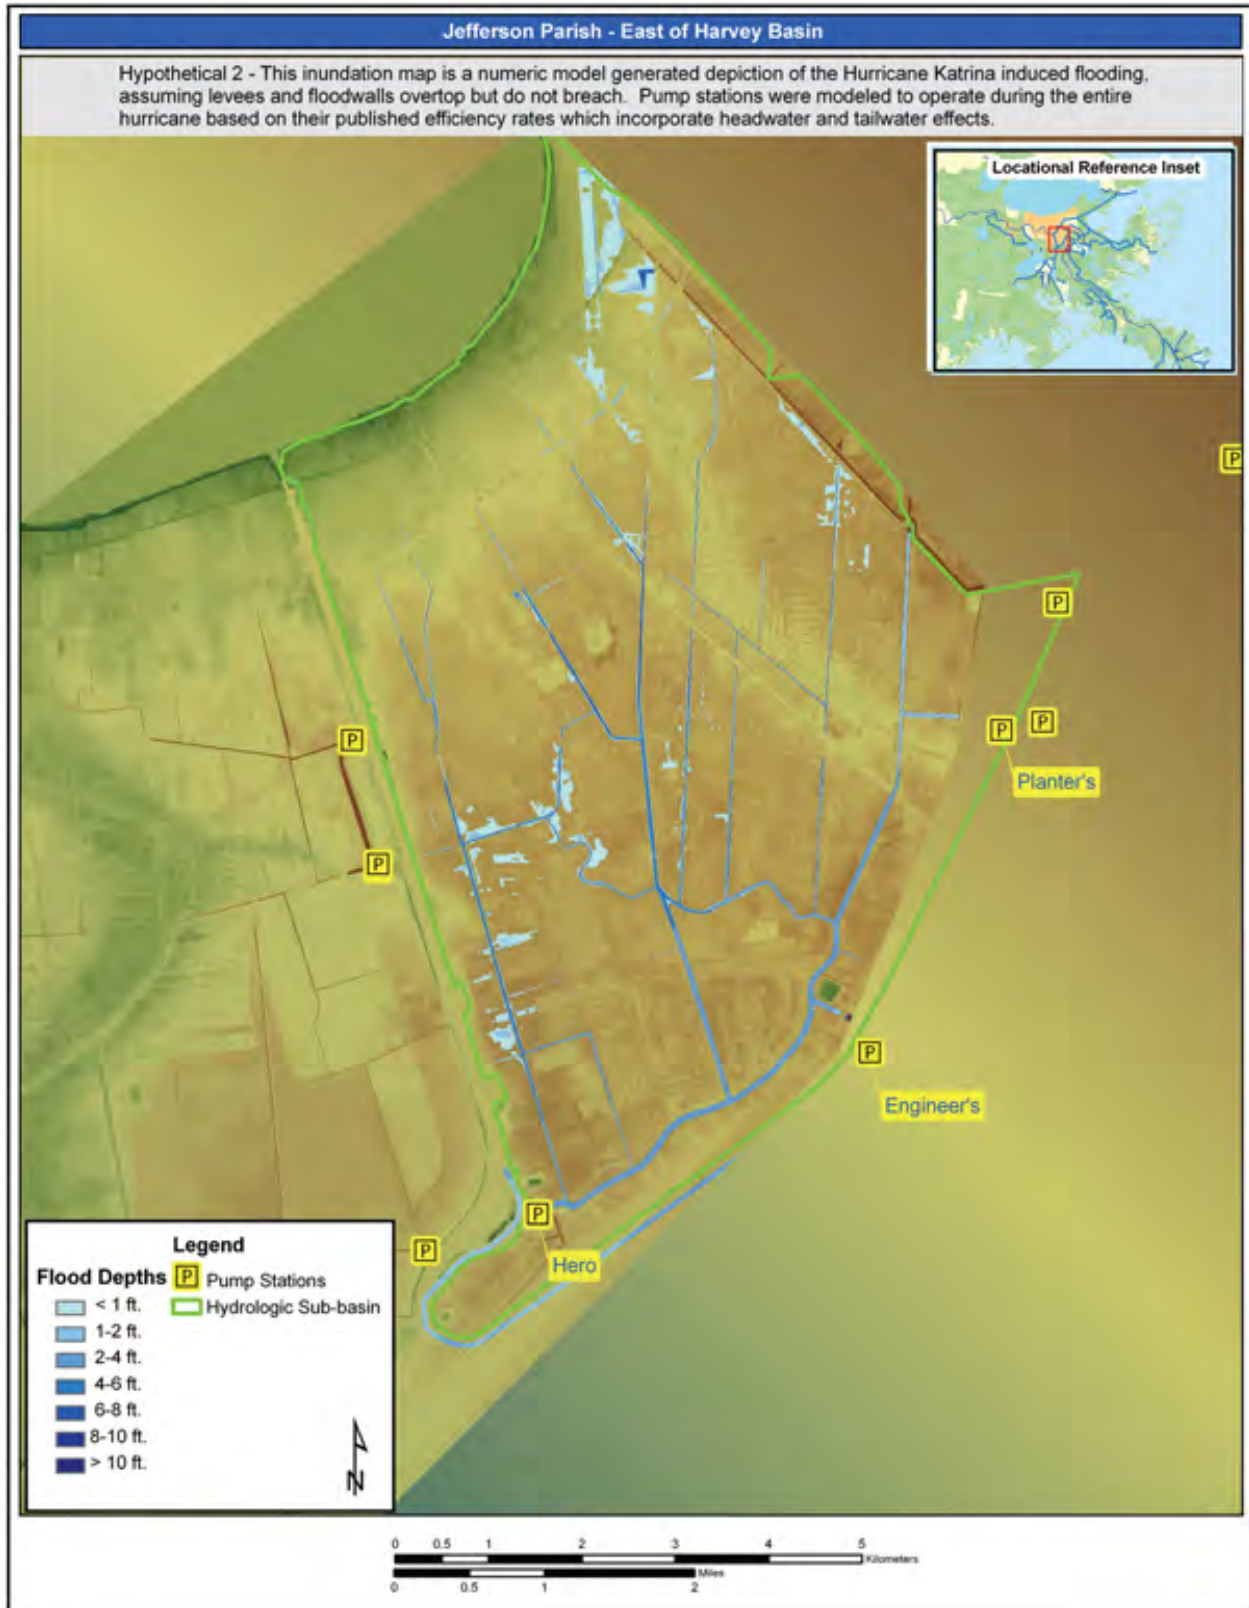 Jefferson Parish - East of Harvey Basin
Hypothetical 2 - This inundation map is a numeric model generated depiction of the Hurricane Katrina induced flooding,
assuming levees and floodwalls overtop but do not breach. Pump stations were modeled to operate during the entire
hurricane based on their published efficiency rates which incorporate headwater and tailwater effects.
Locational Reference Inset
P
P
P
P
P
Planter's
P
P
Engineer's
P
P
Hero
Legend
Flood Depths
P Pump Stations
< 1 ft.
Hydrologic Sub-basin
1-2 ft.
2-4 ft.
4-6 ft.
6-8 ft.
8-10 ft.
> 10 ft.
N
0 0.5 1 2 3 4 5 Kilometers
Miles
0 0.5 1 2